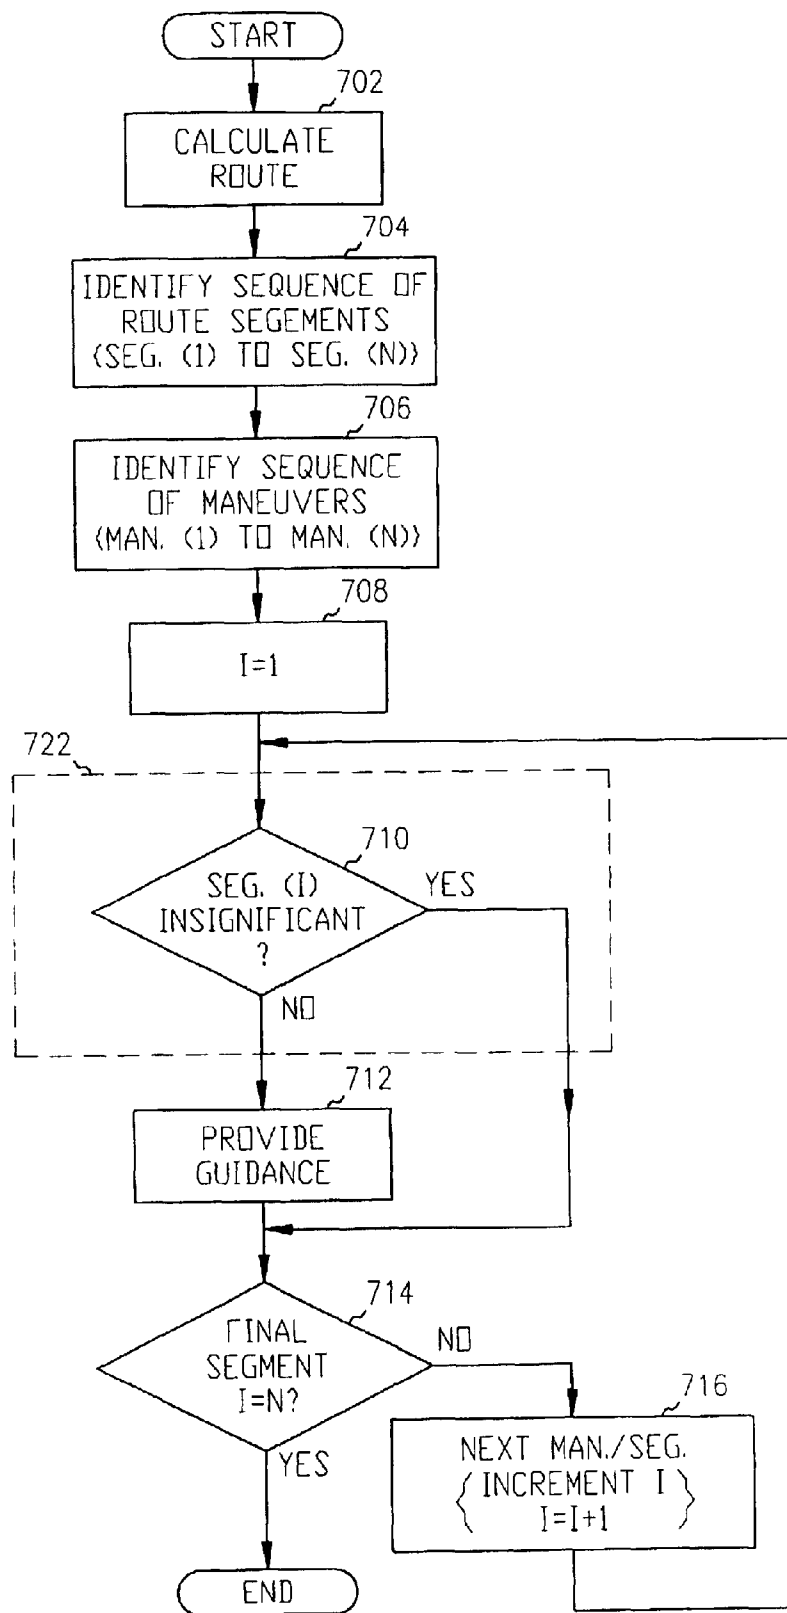 START
702
CALCULATE
ROUTE
704
IDENTIFY SEQUENCE OF
ROUTE SEGEMENTS
{SEG. (1) TO SEG. (N)}
706
IDENTIFY SEQUENCE
OF MANEUVERS
{MAN. (1) TO MAN. (N)}
708
I=1
722
710
SEG. (I)
INSIGNIFICANT
?
YES
NO
712
PROVIDE
GUIDANCE
714
FINAL
SEGMENT
I=N?
NO
YES
716
NEXT MAN./SEG.
{INCREMENT I
I=I+1}
END